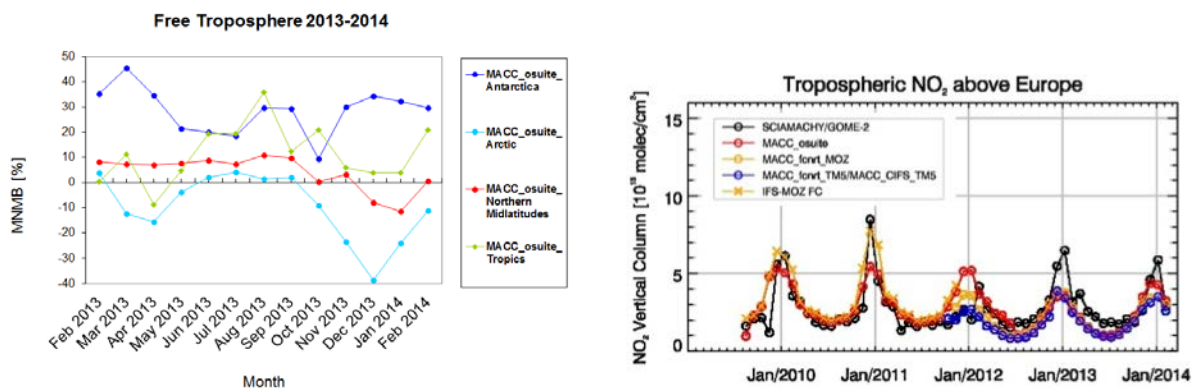 Free Troposphere 2013-2014
MNMB [%]
50
40
30
20
10
0
-10
-20
-30
-40
Feb 2013
Mar 2013
Apr 2013
May 2013
Jun 2013
Jul 2013
Aug 2013
Sep 2013
Oct 2013
Nov 2013
Dec 2013
Jan 2014
Feb 2014
Month
MACC_osuite_
Antarctica
MACC_osuite_
Arctic
MACC_osuite_
Northern
Midlatitudes
MACC_osuite_
Tropics
Tropospheric NO₂ above Europe
NO₂ Vertical Column [10¹⁵ molec/cm²]
15
10
5
0
SCIAMACHY/GOME-2
MACC_osuite
MACC_fcnrt_MOZ
MACC_fcnrt_TM5/MACC_CIFS_TM5
IFS-MOZ FC
Jan/2010
Jan/2011
Jan/2012
Jan/2013
Jan/2014